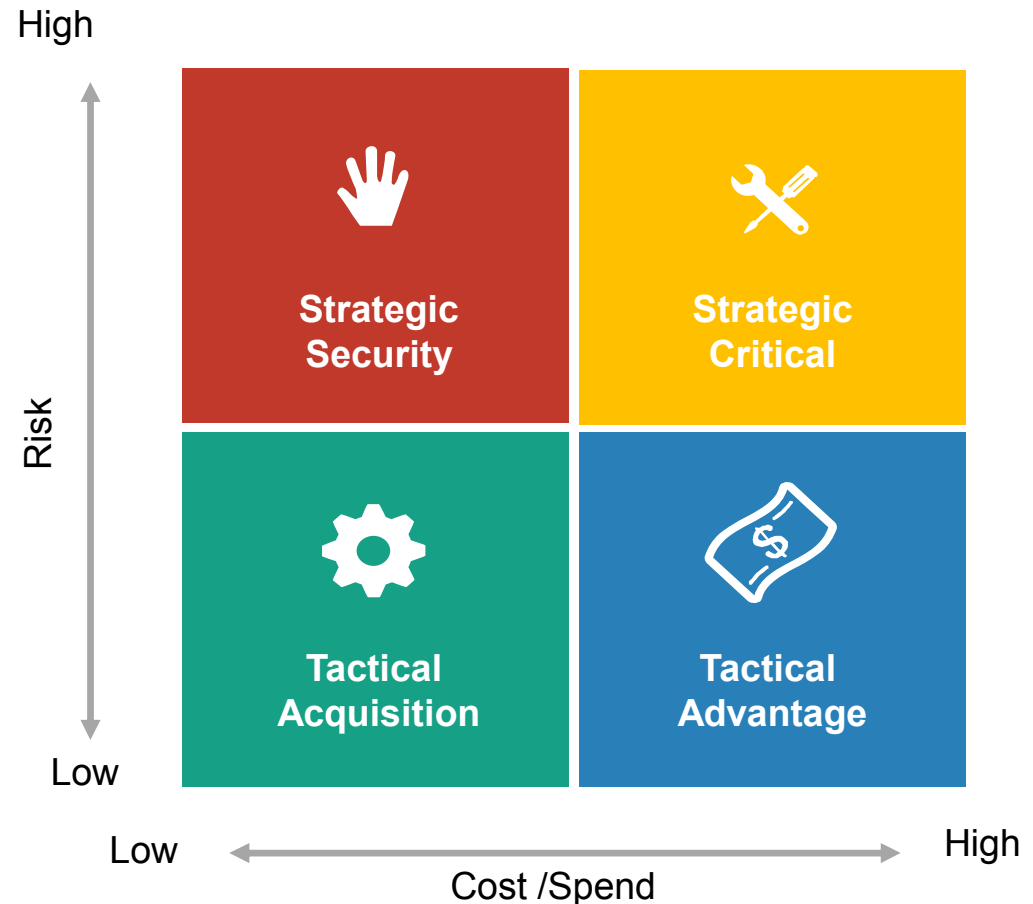 High
Strategic
Security
Strategic
Critical
Risk
$
Tactical
Acquisition
Tactical
Advantage
Low
Low
High
Cost /Spend